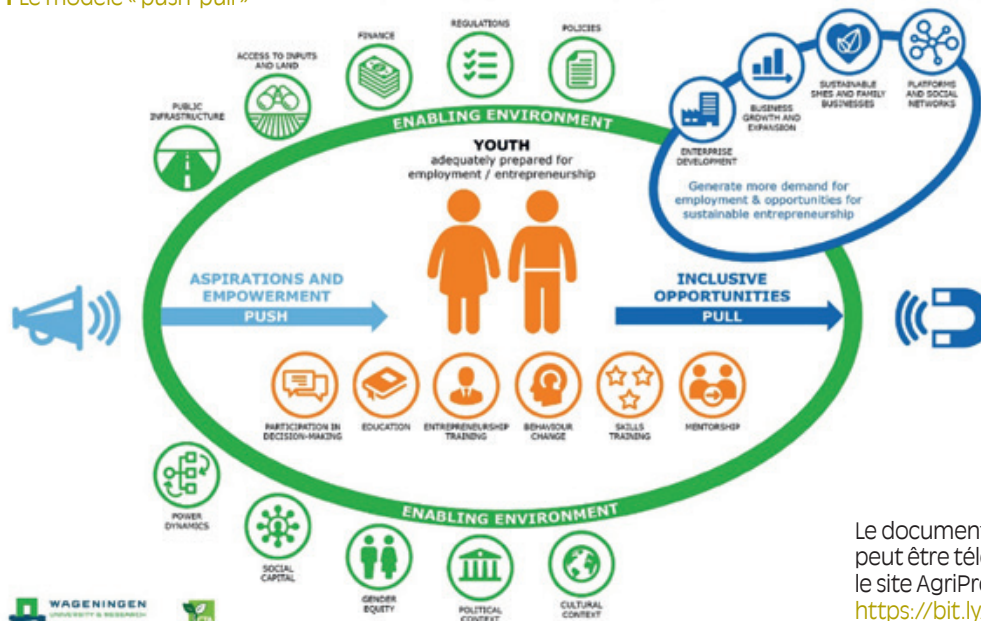 Le modèle « push-pull »
REGULATIONS
POLICIES
FINANCE
ACCESS TO INPUTS
AND LAND
PUBLIC
INFRASTRUCTURE
ENABLING ENVIRONMENT
YOUTH
adequately prepared for
employment / entrepreneurship
ENTERPRISE
DEVELOPMENT
BUSINESS
GROWTH AND
EXPANSION
SUSTAINABLE
SMES AND FAMILY
BUSINESSES
PLATFORMS
AND SOCIAL
NETWORKS
Generate more demand for
employment & opportunities for
sustainable entrepreneurship
ASPIRATIONS AND
EMPOWERMENT
PUSH
INCLUSIVE
OPPORTUNITIES
PULL
PARTICIPATION IN
DECISION-MAKING
EDUCATION
ENTREPRENEURSHIP
TRAINING
BEHAVIOUR
CHANGE
SKILLS
TRAINING
MENTORSHIP
ENABLING ENVIRONMENT
POWER
DYNAMICS
SOCIAL
CAPITAL
GENDER
EQUITY
POLITICAL
CONTEXT
CULTURAL
CONTEXT
WAGENINGEN
UNIVERSITY & RESEARCH
Le document
peut être télé
le site AgriPro
https://bit.ly